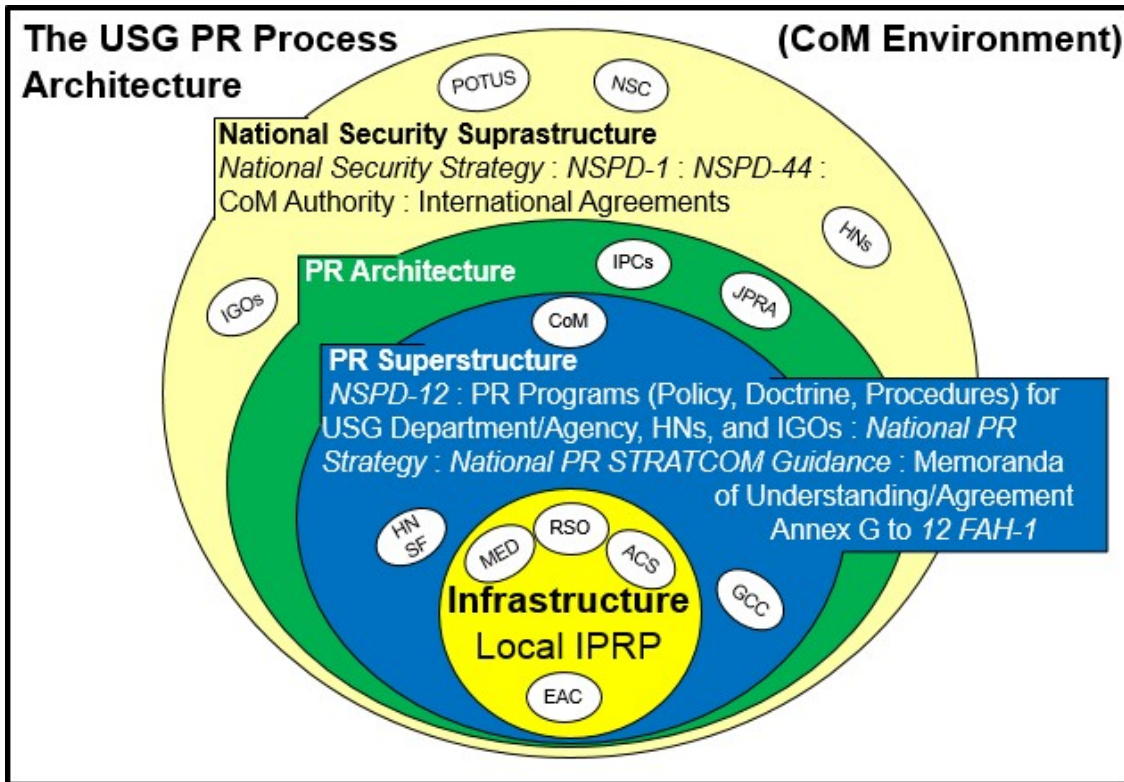 The USG PR Process
Architecture
(CoM Environment)
POTUS
NSC
National Security Suprastructure
National Security Strategy : NSPD-1 : NSPD-44 :
CoM Authority : International Agreements
HNs
IGOs
PR Architecture
IPCs
JPRA
CoM
PR Superstructure
NSPD-12 : PR Programs (Policy, Doctrine, Procedures) for
USG Department/Agency, HNs, and IGOs : National PR
Strategy : National PR STRATCOM Guidance : Memoranda
of Understanding/Agreement
Annex G to 12 FAH-1
HN
SF
MED
RSO
ACS
GCC
Infrastructure
Local IPRP
EAC